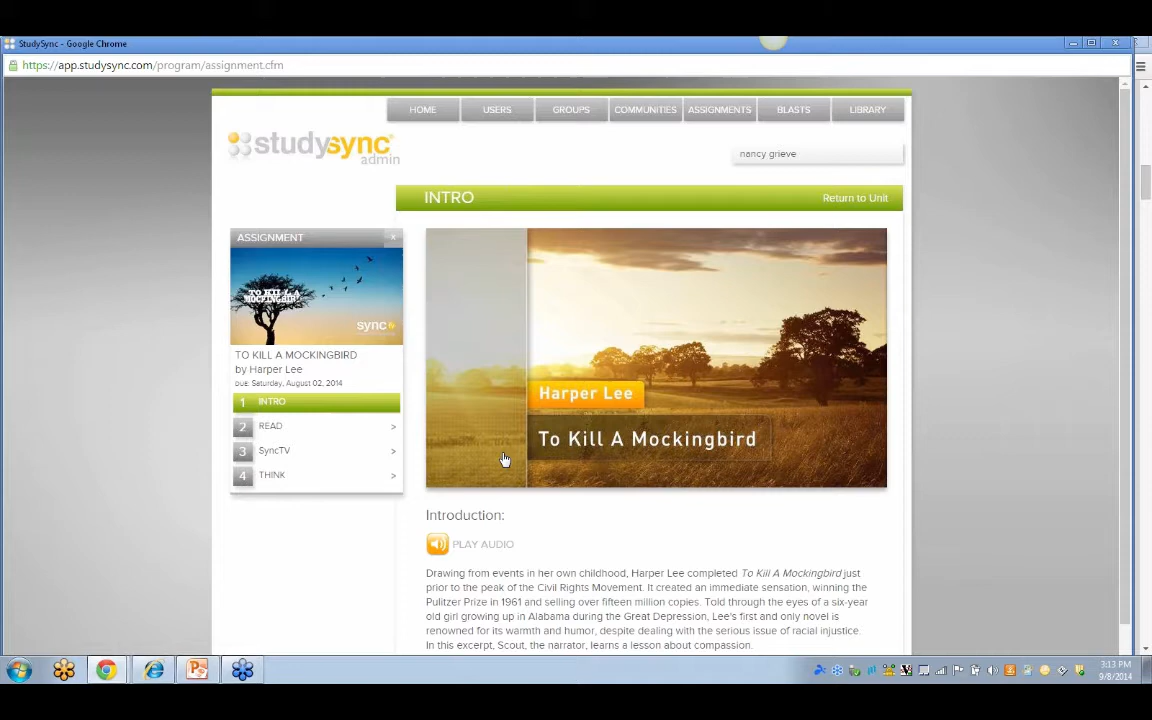 StudySync - Google Chrome
https://app.studysync.com/program/assignment.cfm
HOME
USERS
GROUPS
COMMUNITIES
ASSIGNMENTS
BLASTS
LIBRARY
studysync
admin
nancy grieve
INTRO
Return to Unit
ASSIGNMENT
x
TO KILL A
MOCKINGBIRD
sync
TO KILL A MOCKINGBIRD
by Harper Lee
due: Saturday, August 02, 2014
1 INTRO
2 READ >
3 SyncTV >
4 THINK >
Harper Lee
To Kill A Mockingbird
Introduction:
PLAY AUDIO
Drawing from events in her own childhood, Harper Lee completed To Kill A Mockingbird just
prior to the peak of the Civil Rights Movement. It created an immediate sensation, winning the
Pulitzer Prize in 1961 and selling over fifteen million copies. Told through the eyes of a six-year
old girl growing up in Alabama during the Great Depression, Lee's first and only novel is
renowned for its warmth and humor, despite dealing with the serious issue of racial injustice.
In this excerpt, Scout, the narrator, learns a lesson about compassion.
3:13 PM
9/8/2014